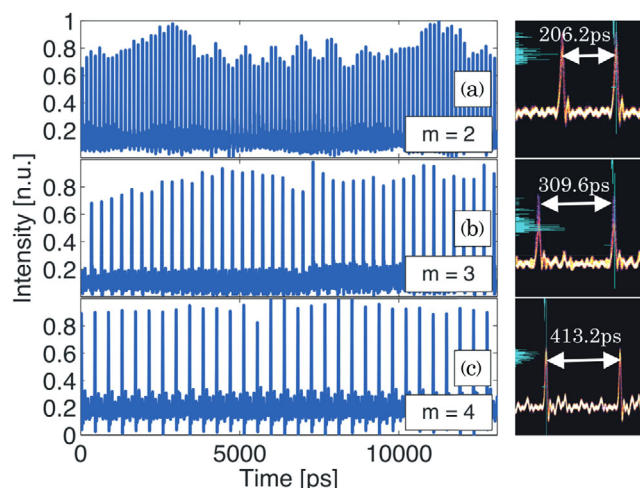 1
0.8
0.6
0.4
0.2
(a)
m = 2
206.2ps
0.8
0.6
0.4
0.2
(b)
m = 3
309.6ps
0.8
0.6
0.4
0.2
0
(c)
m = 4
413.2ps
Intensity [n.u.]
0 5000 10000
Time [ps]